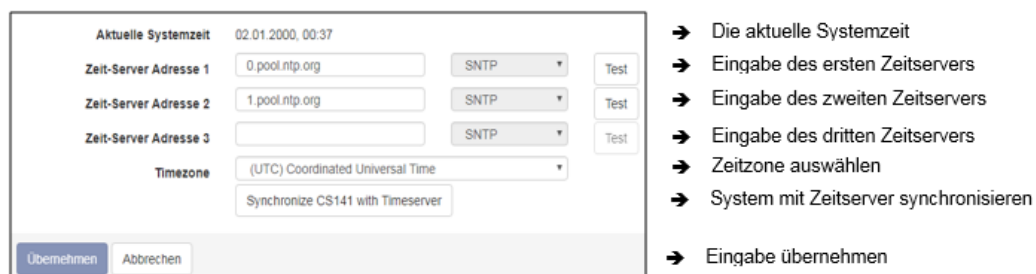 Aktuelle Systemzeit 02.01.2000, 00:37 ➔ Die aktuelle Systemzeit
Zeit-Server Adresse 1 0.pool.ntp.org SNTP Test ➔ Eingabe des ersten Zeitservers
Zeit-Server Adresse 2 1.pool.ntp.org SNTP Test ➔ Eingabe des zweiten Zeitservers
Zeit-Server Adresse 3 SNTP Test ➔ Eingabe des dritten Zeitservers
Timezone (UTC) Coordinated Universal Time ➔ Zeitzone auswählen
Synchronize CS141 with Timeserver ➔ System mit Zeitserver synchronisieren
Übernehmen Abbrechen ➔ Eingabe übernehmen